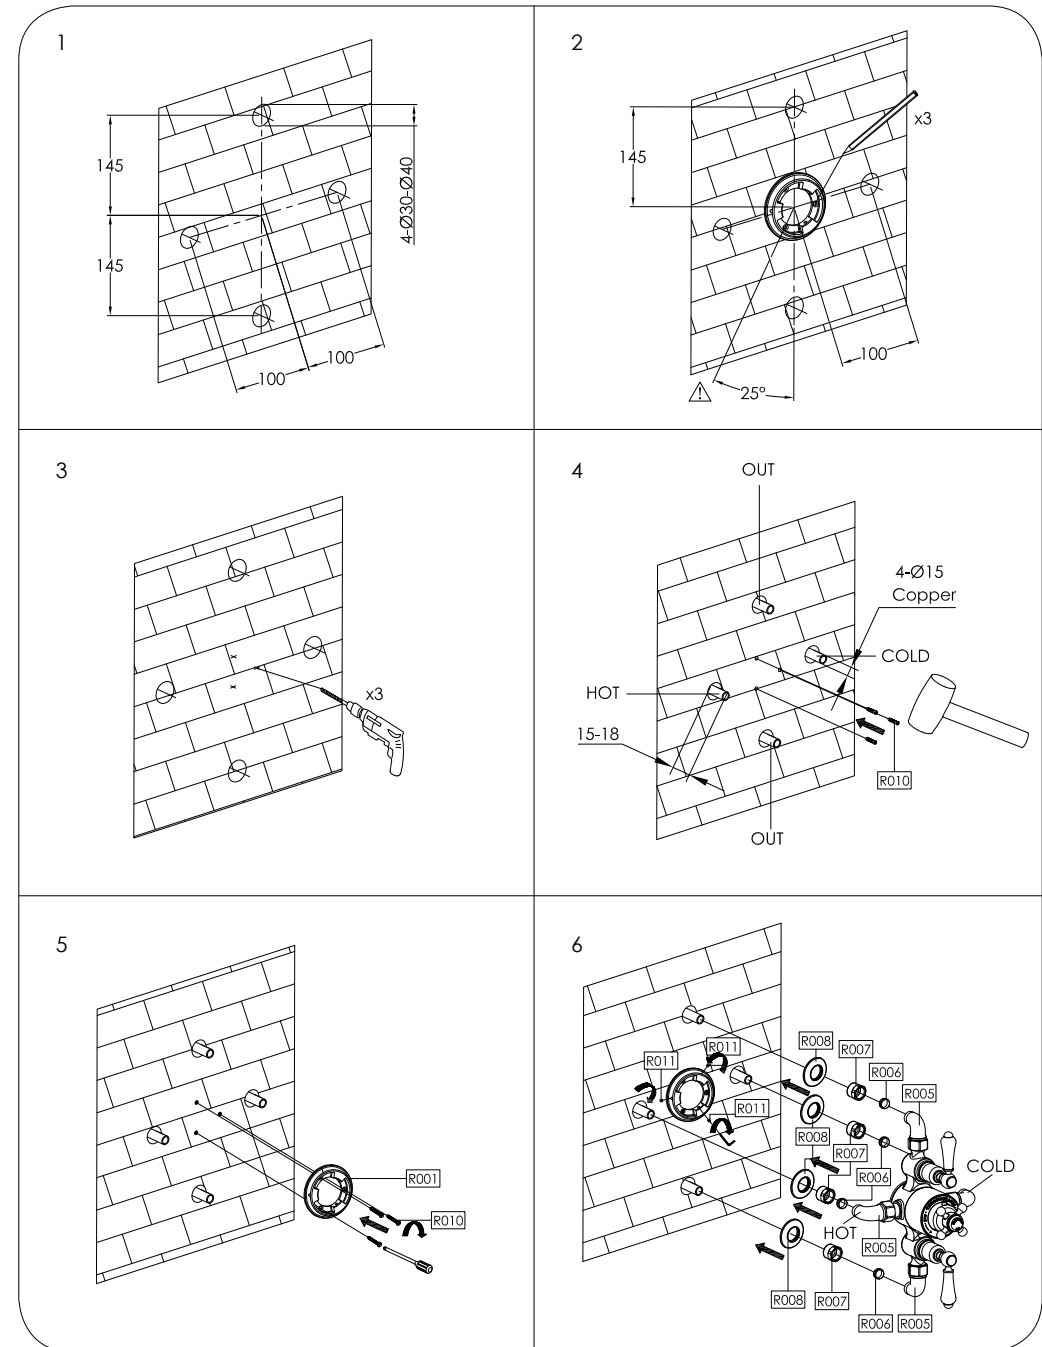 1
145
145
4-Ø30-Ø40
100
100
2
145
x3
100
25°
3
x3
4
OUT
4-Ø15
Copper
COLD
HOT
15-18
R010
OUT
5
R001
R010
6
R011
R011
R008
R007
R006
R005
R011
R008
R007
R006
COLD
HOT
R005
R008
R007
R006
R005